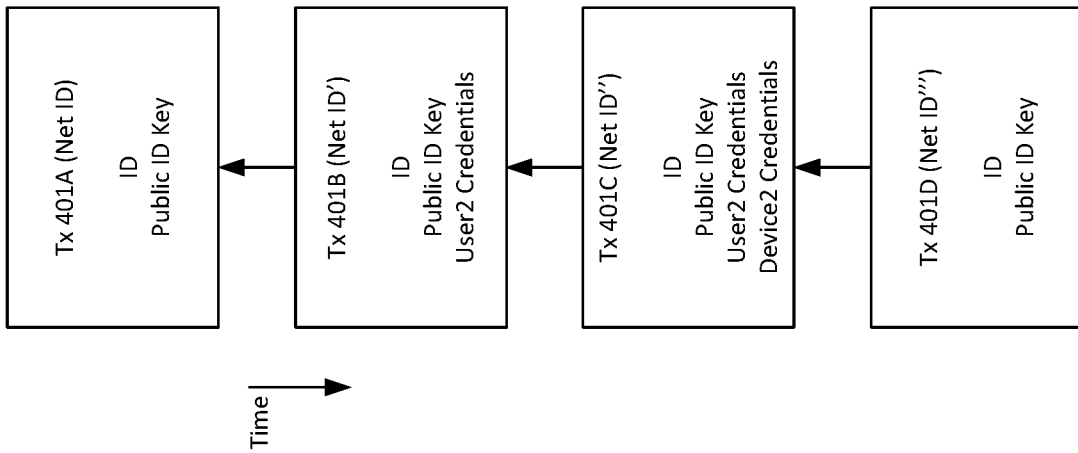 Tx 401A (Net ID)
ID
Public ID Key
Tx 401B (Net ID′)
ID
Public ID Key
User2 Credentials
Tx 401C (Net ID′′)
ID
Public ID Key
User2 Credentials
Device2 Credentials
Tx 401D (Net ID′′′)
ID
Public ID Key
Time